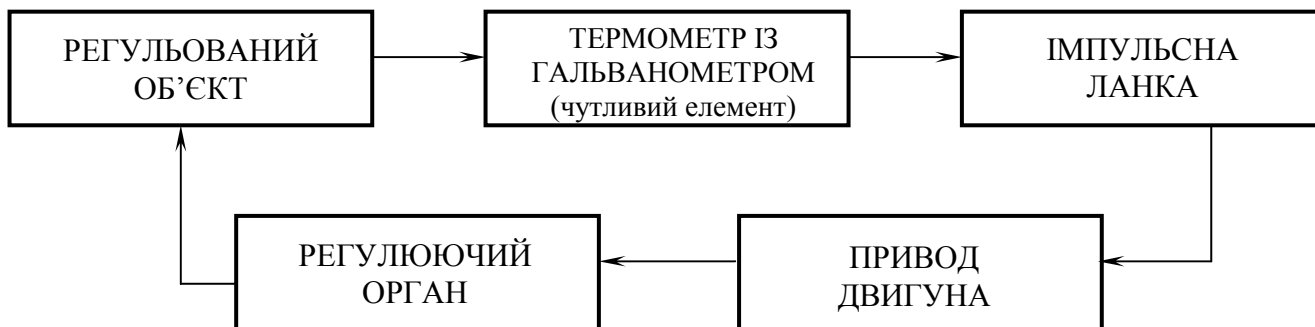 РЕГУЛЬОВАНИЙ
ОБ’ЄКТ
ТЕРМОМЕТР ІЗ
ГАЛЬВАНОМЕТРОМ
(чутливий елемент)
ІМПУЛЬСНА
ЛАНКА
РЕГУЛЮЮЧИЙ
ОРГАН
ПРИВОД
ДВИГУНА